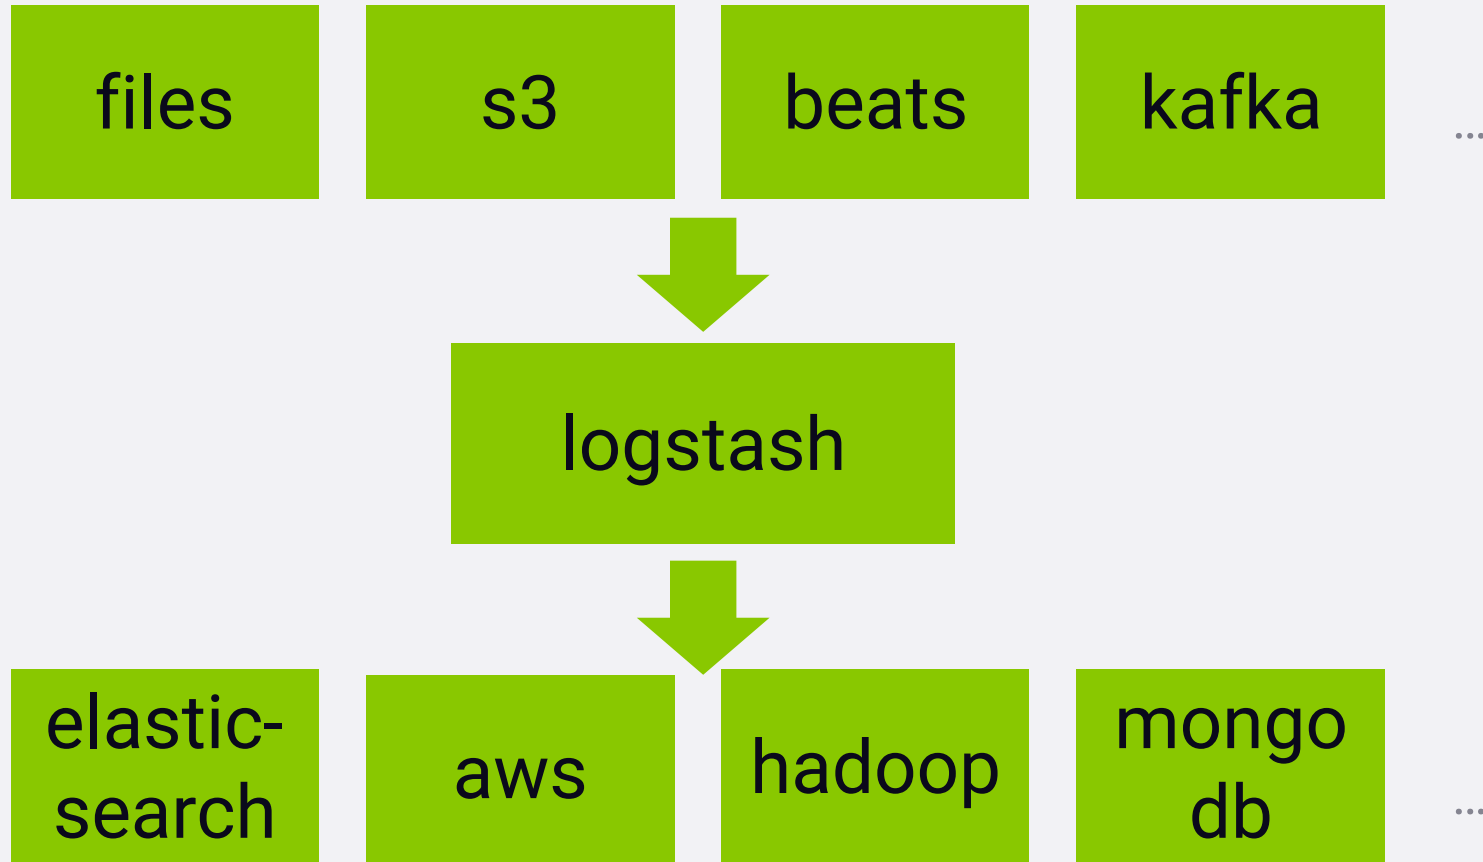 files
s3
beats
kafka
...
logstash
elastic-
search
aws
hadoop
mongo
db
...